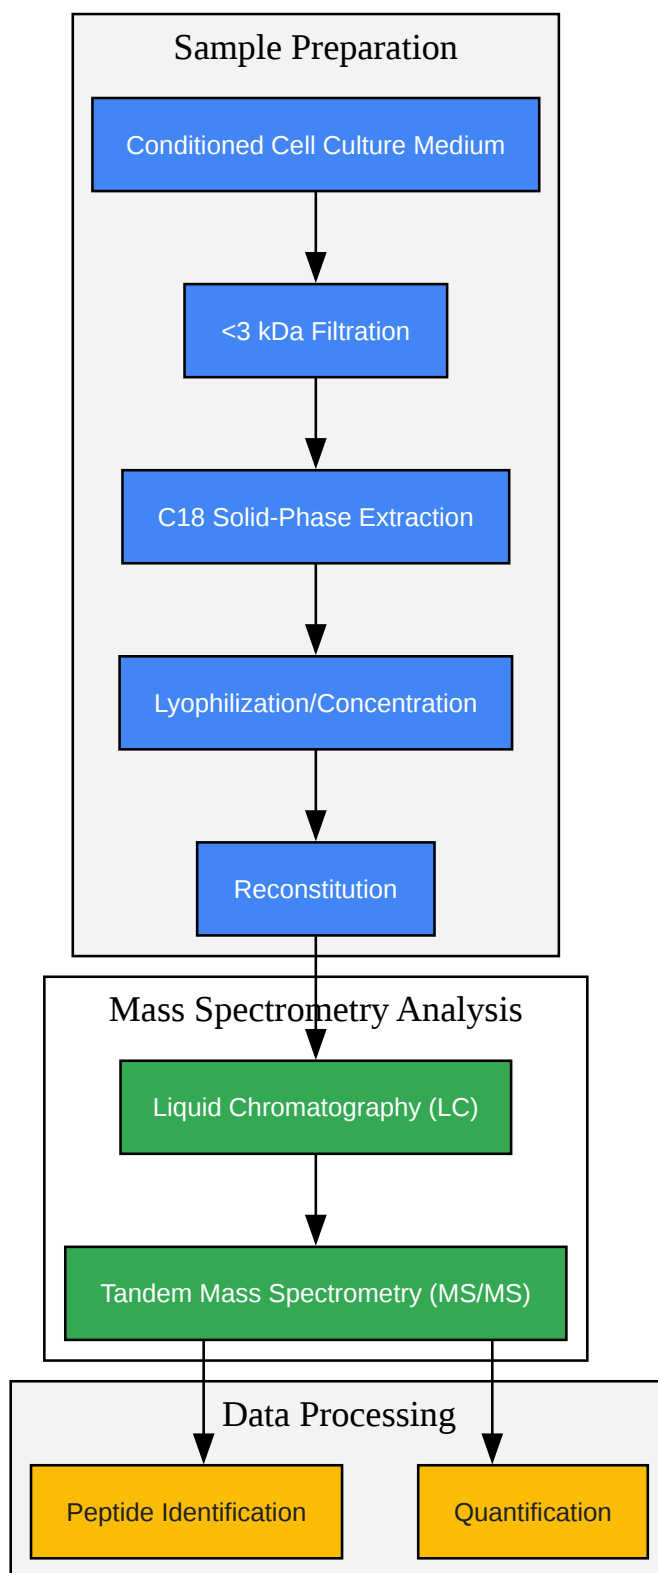 Sample Preparation
Conditioned Cell Culture Medium
<3 kDa Filtration
C18 Solid-Phase Extraction
Lyophilization/Concentration
Reconstitution
Mass Spectrometry Analysis
Liquid Chromatography (LC)
Tandem Mass Spectrometry (MS/MS)
Data Processing
Peptide Identification
Quantification